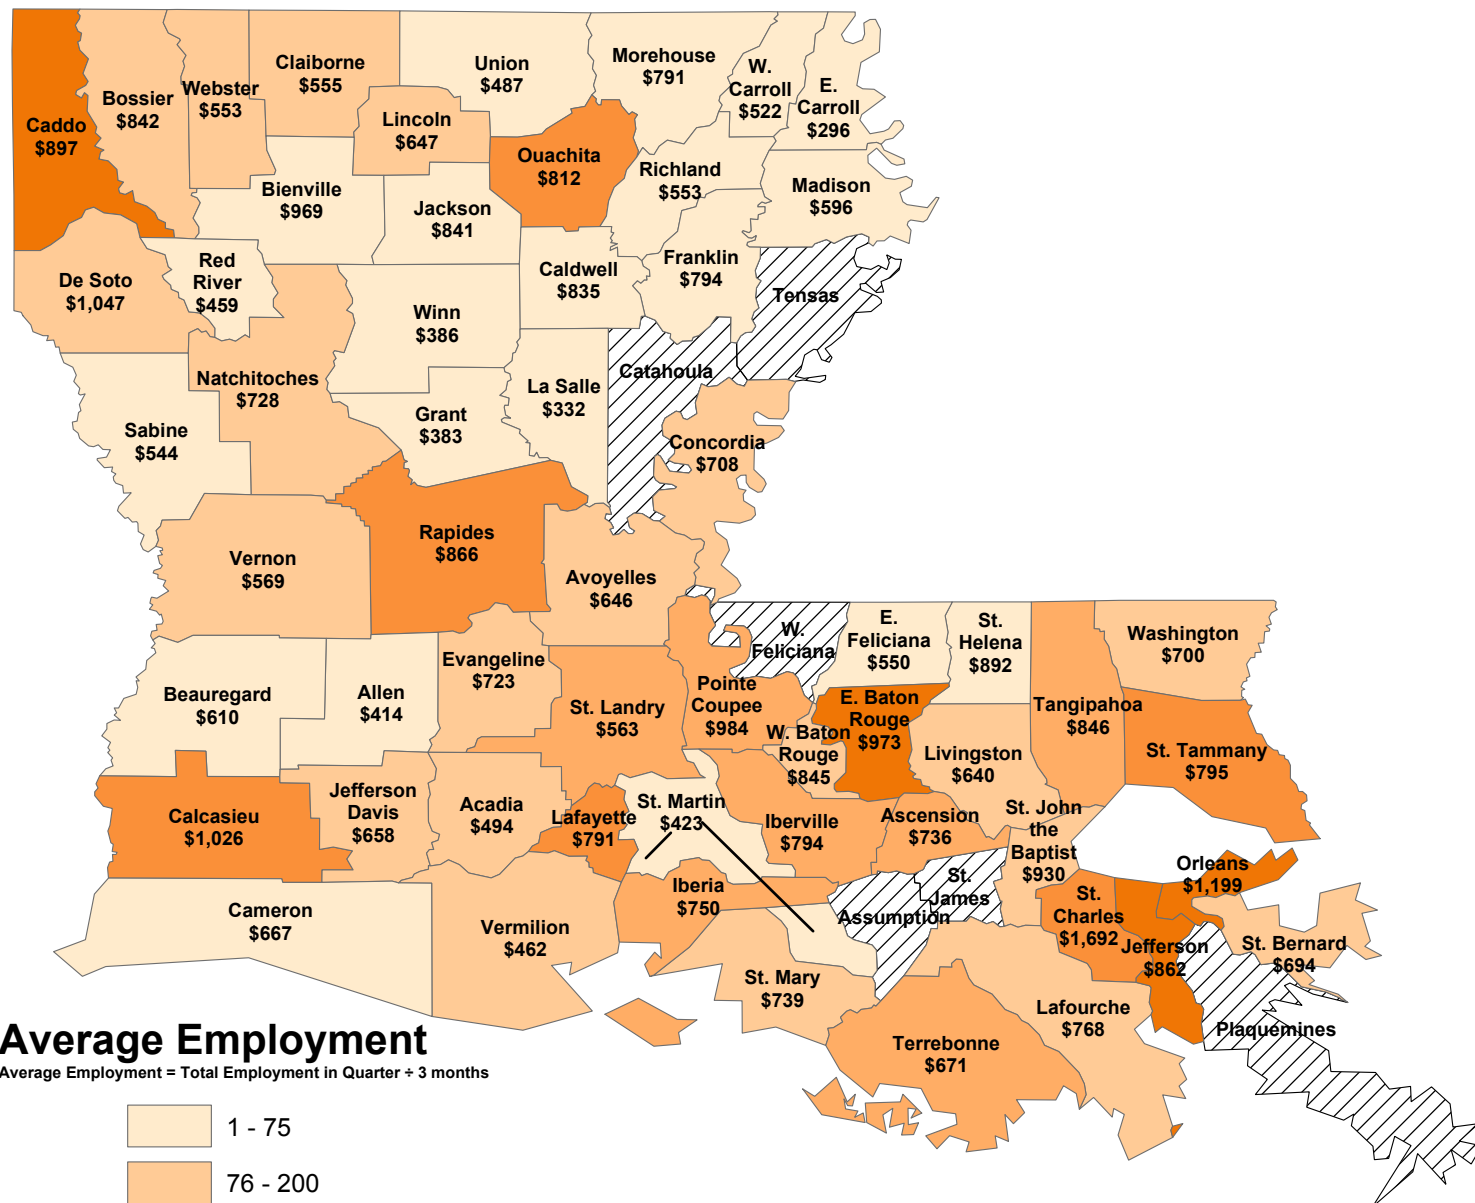 Caddo
$897
Bossier
$842
Webster
$553
Claiborne
$555
Union
$487
Lincoln
$647
Morehouse
$791
W.
Carroll
$522
E.
Carroll
$296
Ouachita
$812
Richland
$553
Madison
$596
Bienville
$969
Jackson
$841
De Soto
$1,047
Red
River
$459
Caldwell
$835
Franklin
$794
Tensas
Winn
$386
Natchitoches
$728
Catahoula
La Salle
$332
Grant
$383
Sabine
$544
Concordia
$708
Rapides
$866
Vernon
$569
Avoyelles
$646
W.
Feliciana
E.
Feliciana
$550
St.
Helena
$892
Washington
$700
Evangeline
$723
Beauregard
$610
Allen
$414
St. Landry
$563
Pointe
Coupee
$984
E. Baton
Rouge
$973
W. Baton
Rouge
$845
Tangipahoa
$846
Livingston
$640
St. Tammany
$795
Calcasieu
$1,026
Jefferson
Davis
$658
Acadia
$494
Lafayette
$791
St. Martin
$423
Iberville
$794
Ascension
$736
St. John
the
Baptist
$930
Orleans
$1,199
St.
James
Iberia
$750
Assumption
St.
Charles
$1,692
Jefferson
$862
St. Bernard
$694
Cameron
$667
Vermilion
$462
St. Mary
$739
Lafourche
$768
Terrebonne
$671
Plaquemines
Average Employment
Average Employment = Total Employment in Quarter ÷ 3 months
1 - 75
76 - 200